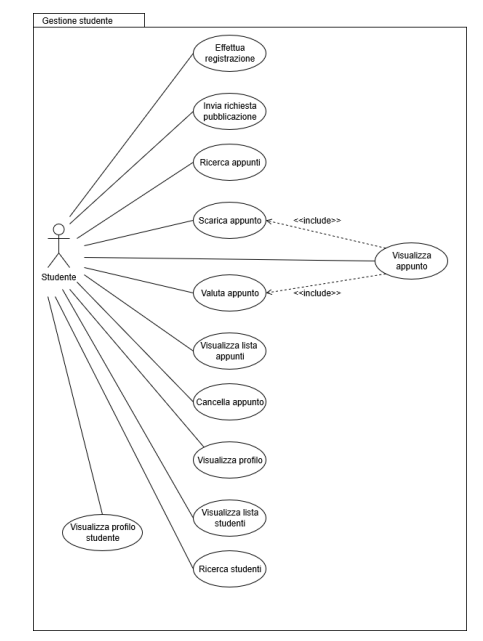 Gestione studente
Effettua
registrazione
Invia richiesta
pubblicazione
Ricerca appunti
Scarica appunto
<<include>>
Visualizza
appunto
Studente
Valuta appunto
<<include>>
Visualizza lista
appunti
Cancella appunto
Visualizza profilo
Visualizza lista
studenti
Visualizza profilo
studente
Ricerca studenti